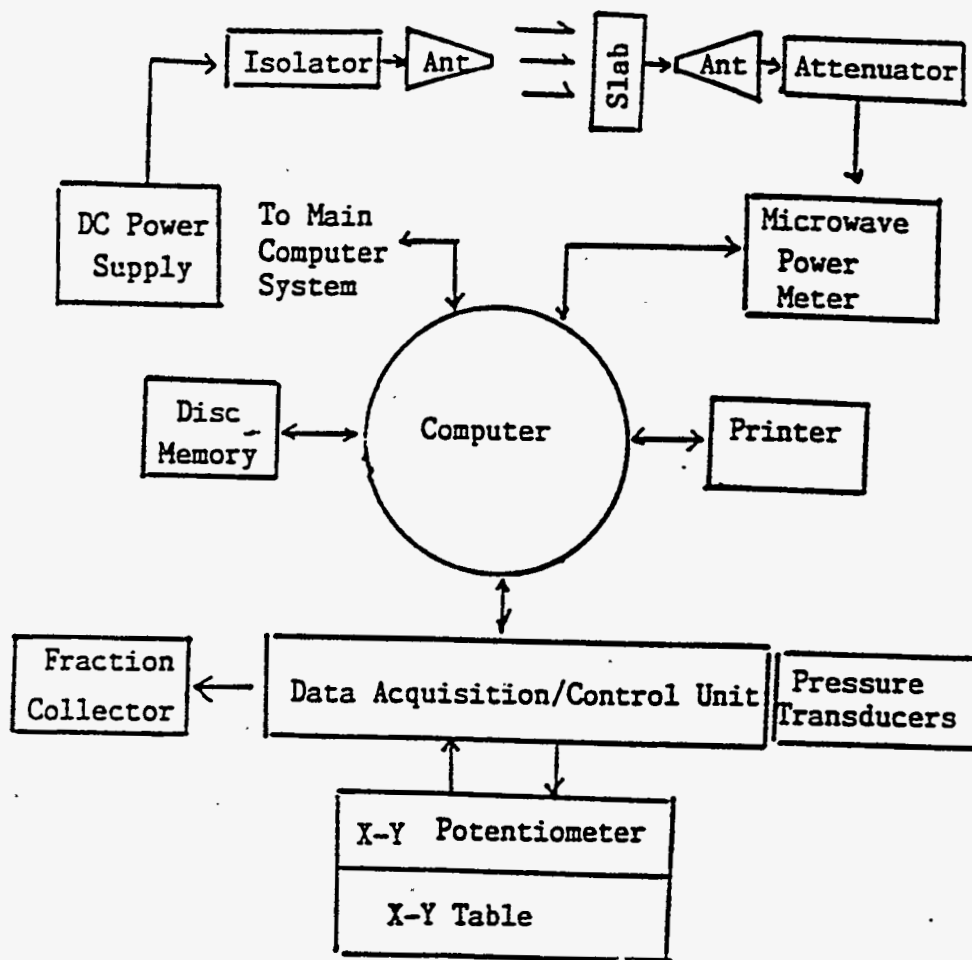 Isolator
Ant
Slab
Ant
Attenuator
DC Power
Supply
To Main
Computer
System
Microwave
Power
Meter
Disc
Memory
Computer
Printer
Fraction
Collector
Data Acquisition/Control Unit
Pressure
Transducers
X-Y Potentiometer
X-Y Table